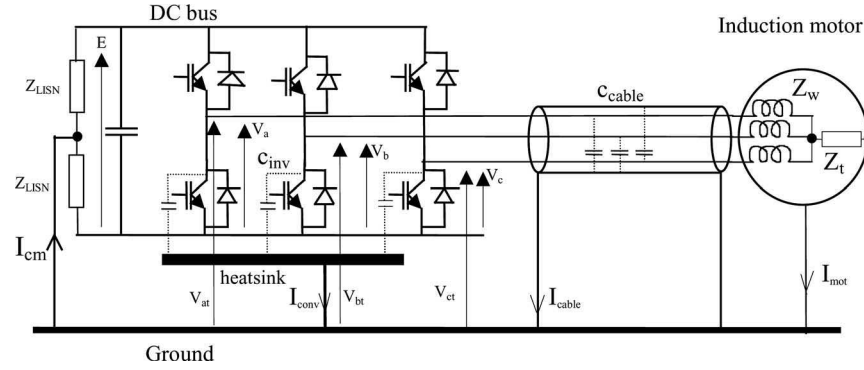 DC bus
Induction motor
E
Z_LISN
c_cable
Z_w
V_a
V_b
c_inv
Z_t
Z_LISN
V_c
I_cm
heatsink
I_mot
V_at
I_conv
V_bt
V_ct
I_cable
Ground